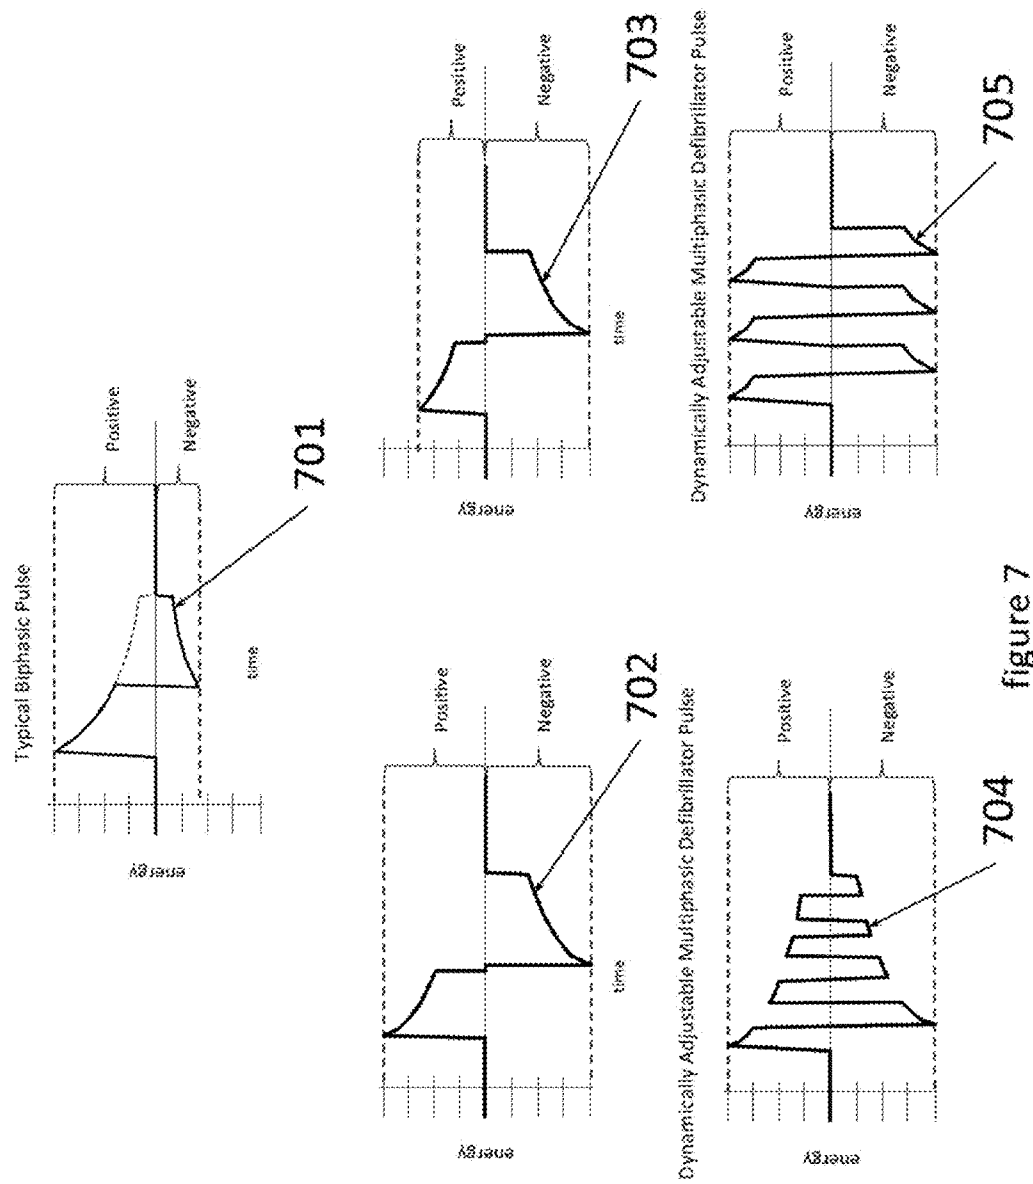 Typical Biphasic Pulse
energy
Positive
Negative
701
time
energy
Positive
Negative
702
time
energy
Positive
Negative
703
time
Dynamically Adjustable Multiphasic Defibrillator Pulse
energy
Positive
Negative
704
Dynamically Adjustable Multiphasic Defibrillator Pulse
energy
Positive
Negative
705
figure 7